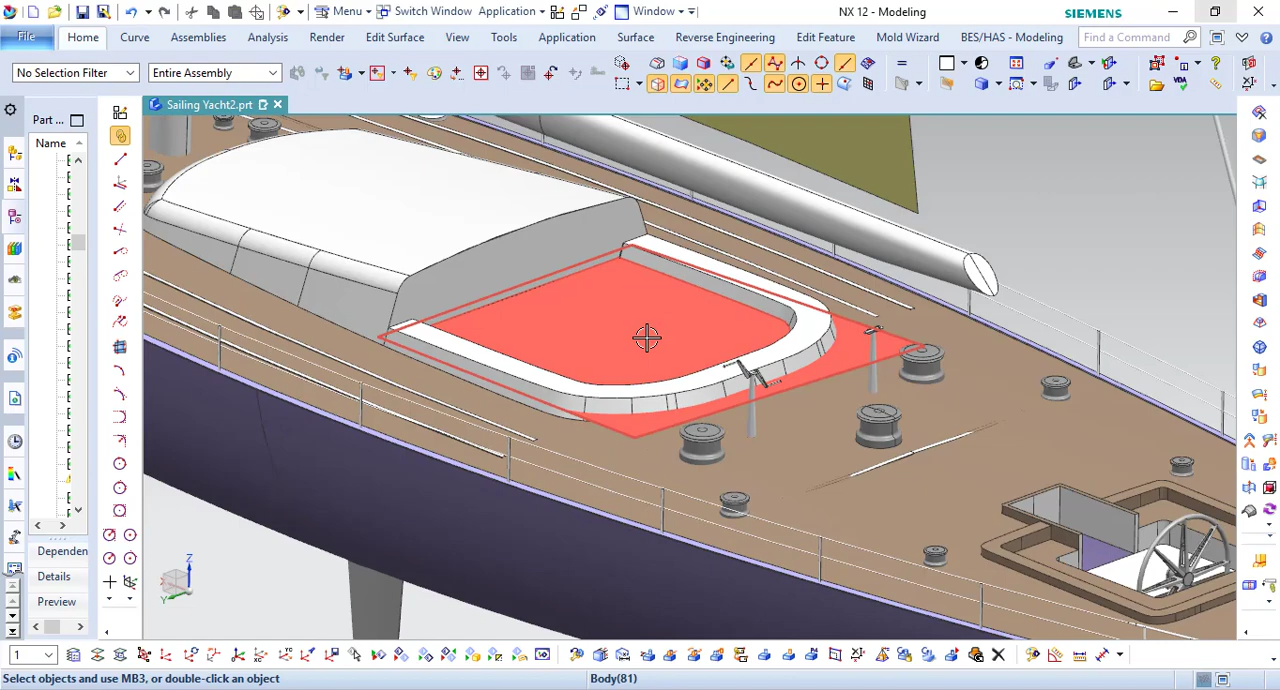 Menu
Switch Window
Application
Window
NX 12 - Modeling
SIEMENS
File
Home
Curve
Assemblies
Analysis
Render
Edit Surface
View
Tools
Application
Surface
Reverse Engineering
Edit Feature
Mold Wizard
BES/HAS - Modeling
Find a Command
No Selection Filter
Entire Assembly
Sailing Yacht2.prt
Part ...
Name
Dependen
Details
Preview
Z
Y
1
Select objects and use MB3, or double-click an object
Body(81)